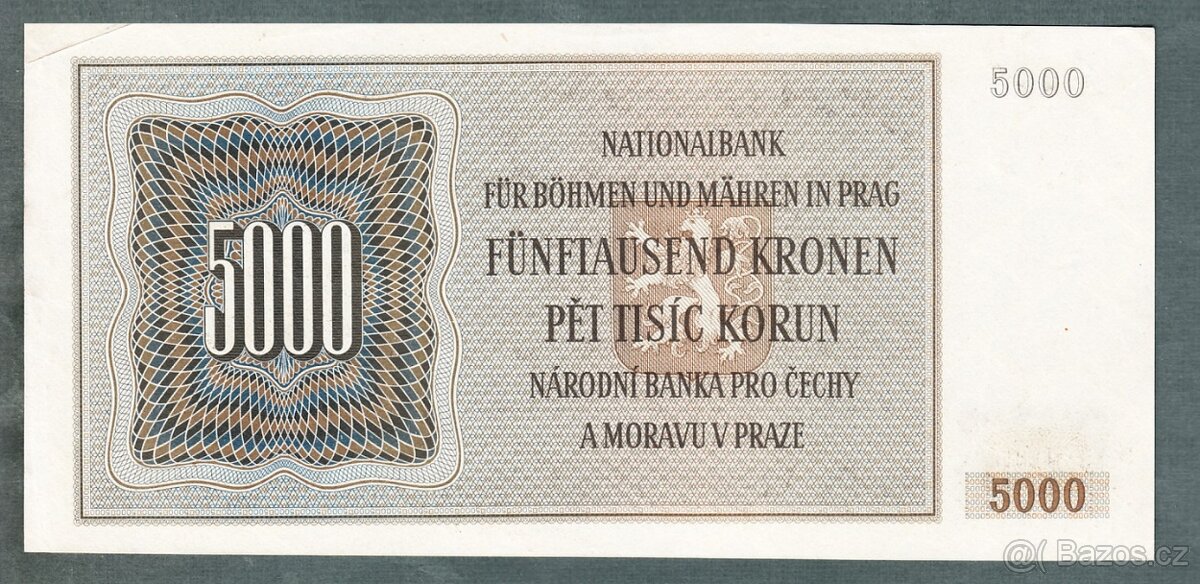 5000
NATIONALBANK
FÜR BÖHMEN UND MÄHREN IN PRAG
FÜNFTAUSEND KRONEN
PĚT TISÍC KORUN
NÁRODNÍ BANKA PRO ČECHY
A MORAVU V PRAZE
5000
5000
@( Bazos.cz